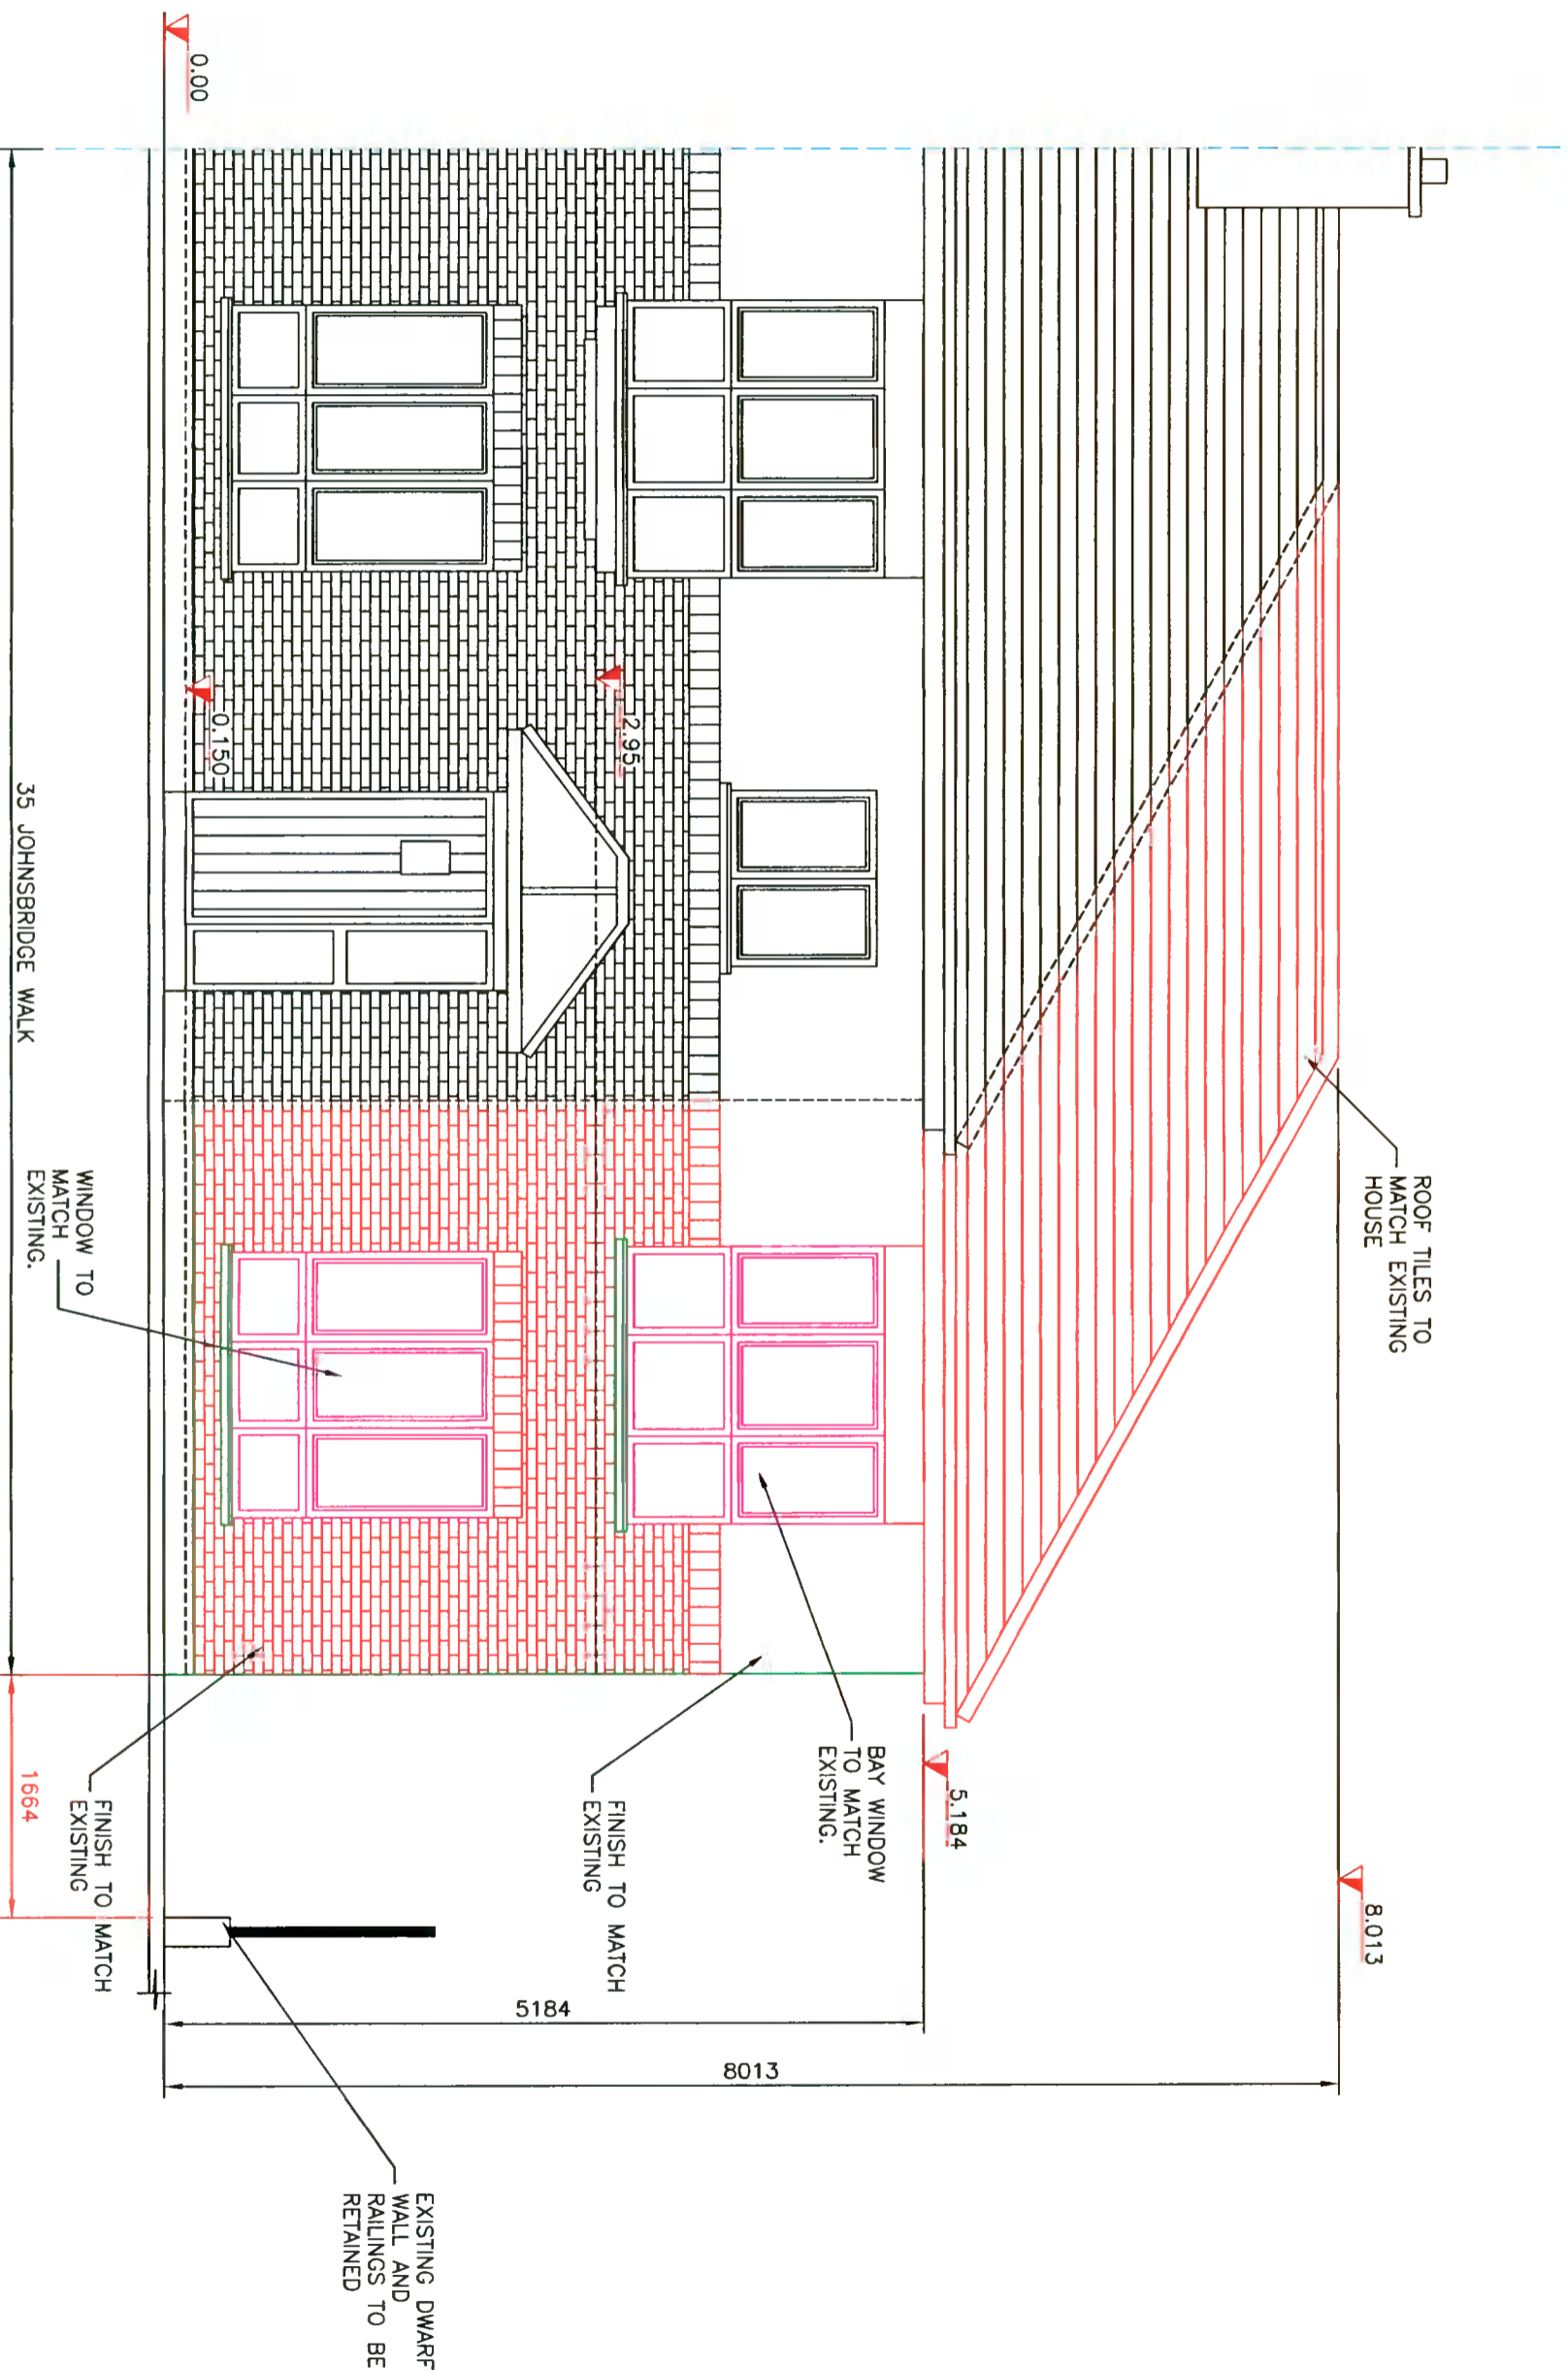 ROOF TILES TO
MATCH EXISTING
HOUSE
8.013
5.184
BAY WINDOW
TO MATCH
EXISTING.
2.95
0.150
0.00
FINISH TO MATCH
EXISTING
FINISH TO MATCH
EXISTING
WINDOW TO
MATCH
EXISTING.
5184
8013
EXISTING DWARF
WALL AND
RAILINGS TO BE
RETAINED
35 JOHNSBRIDGE WALK
1664